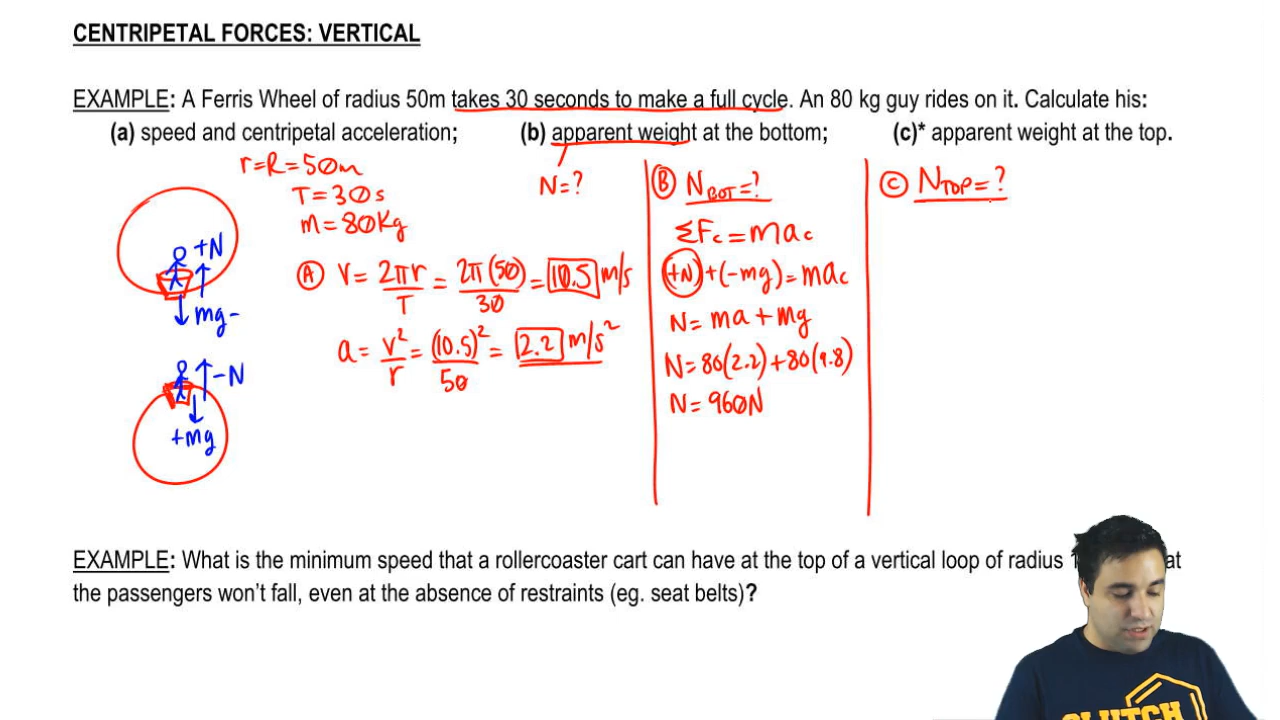 CENTRIPETAL FORCES: VERTICAL
EXAMPLE: A Ferris Wheel of radius 50m takes 30 seconds to make a full cycle. An 80 kg guy rides on it. Calculate his:
(a) speed and centripetal acceleration; (b) apparent weight at the bottom; (c)* apparent weight at the top.
r=R=50m
T=30s
m=80Kg
N=?
+N
mg-
-N
+mg
(A) v= 2πr/T = 2π(50)/30 = 10.5 m/s
a= v²/r = (10.5)²/50 = 2.2 m/s²
(B) N_BOT=?
ΣFc=mac
(+N)+(-mg)=mac
N=ma+mg
N=80(2.2)+80(9.8)
N=960N
(C) N_TOP=?
EXAMPLE: What is the minimum speed that a rollercoaster cart can have at the top of a vertical loop of radius
the passengers won't fall, even at the absence of restraints (eg. seat belts)?
CLUTCH